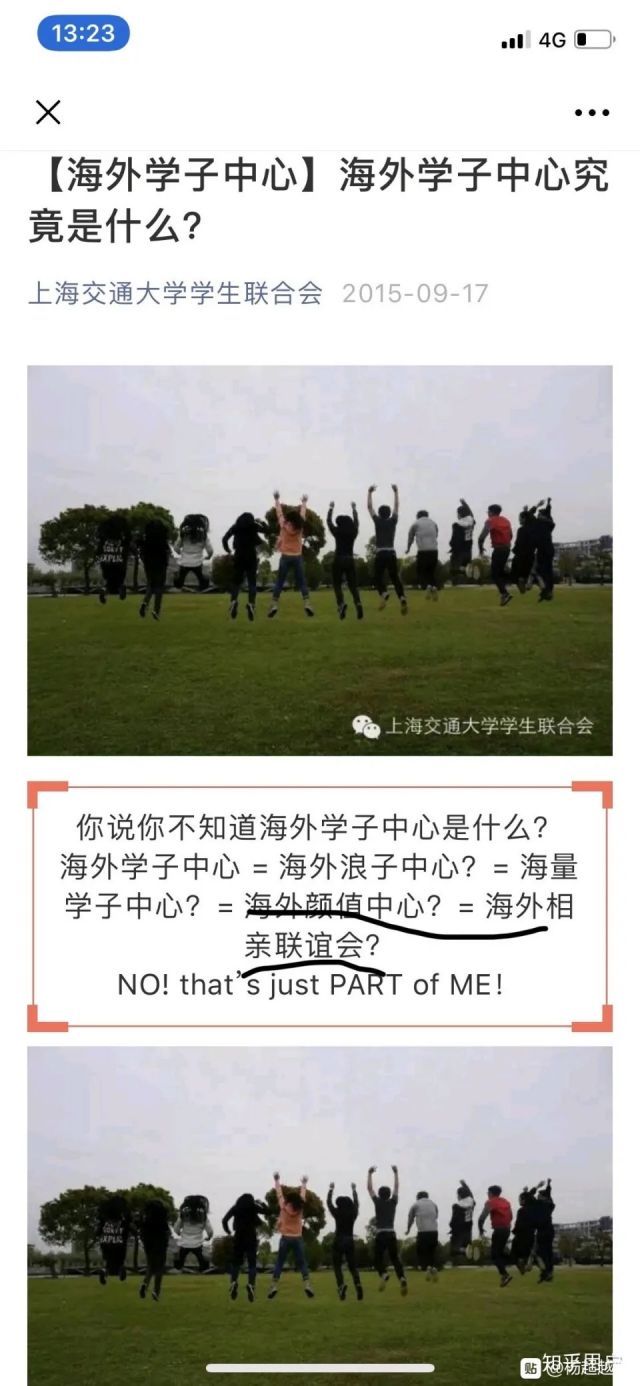 13:23
4G
【海外学子中心】海外学子中心究
竟是什么?
上海交通大学学生联合会 2015-09-17
上海交通大学学生联合会
你说你不知道海外学子中心是什么?
海外学子中心 = 海外浪子中心? = 海量
学子中心? = 海外颜值中心? = 海外相
亲联谊会?
NO! that's just PART of ME!
知乎用户
贴 @杨越越